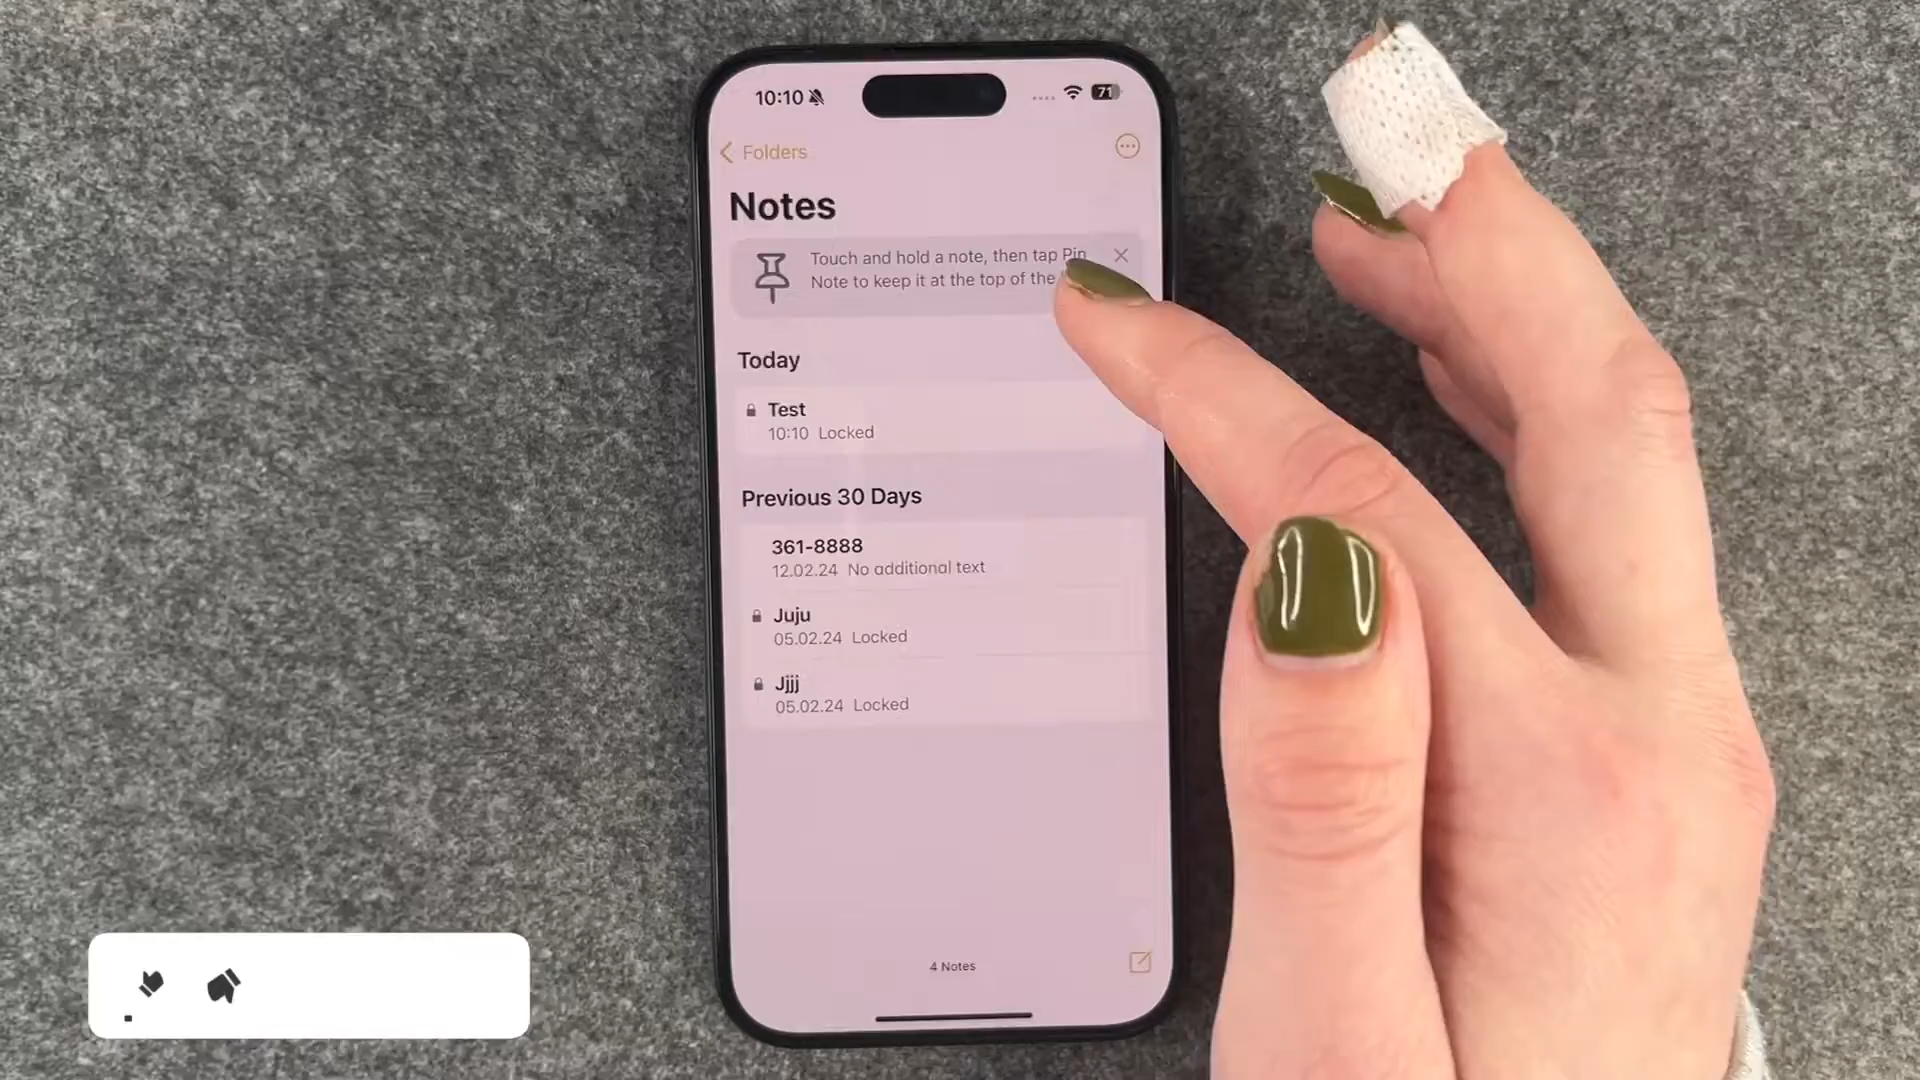 10:10
71
Folders
Notes
Touch and hold a note, then tap Pin
Note to keep it at the top of the
Today
Test
10:10 Locked
Previous 30 Days
361-8888
12.02.24 No additional text
Juju
05.02.24 Locked
Jjjj
05.02.24 Locked
4 Notes